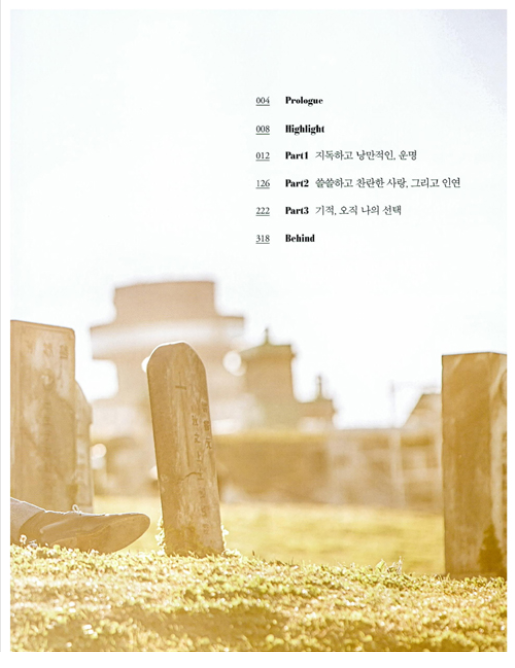 004 Prologue
008 Highlight
012 Part1 지독하고 낭만적인, 운명
126 Part2 쓸쓸하고 찬란한 사랑, 그리고 인연
222 Part3 기적, 오직 나의 선택
318 Behind